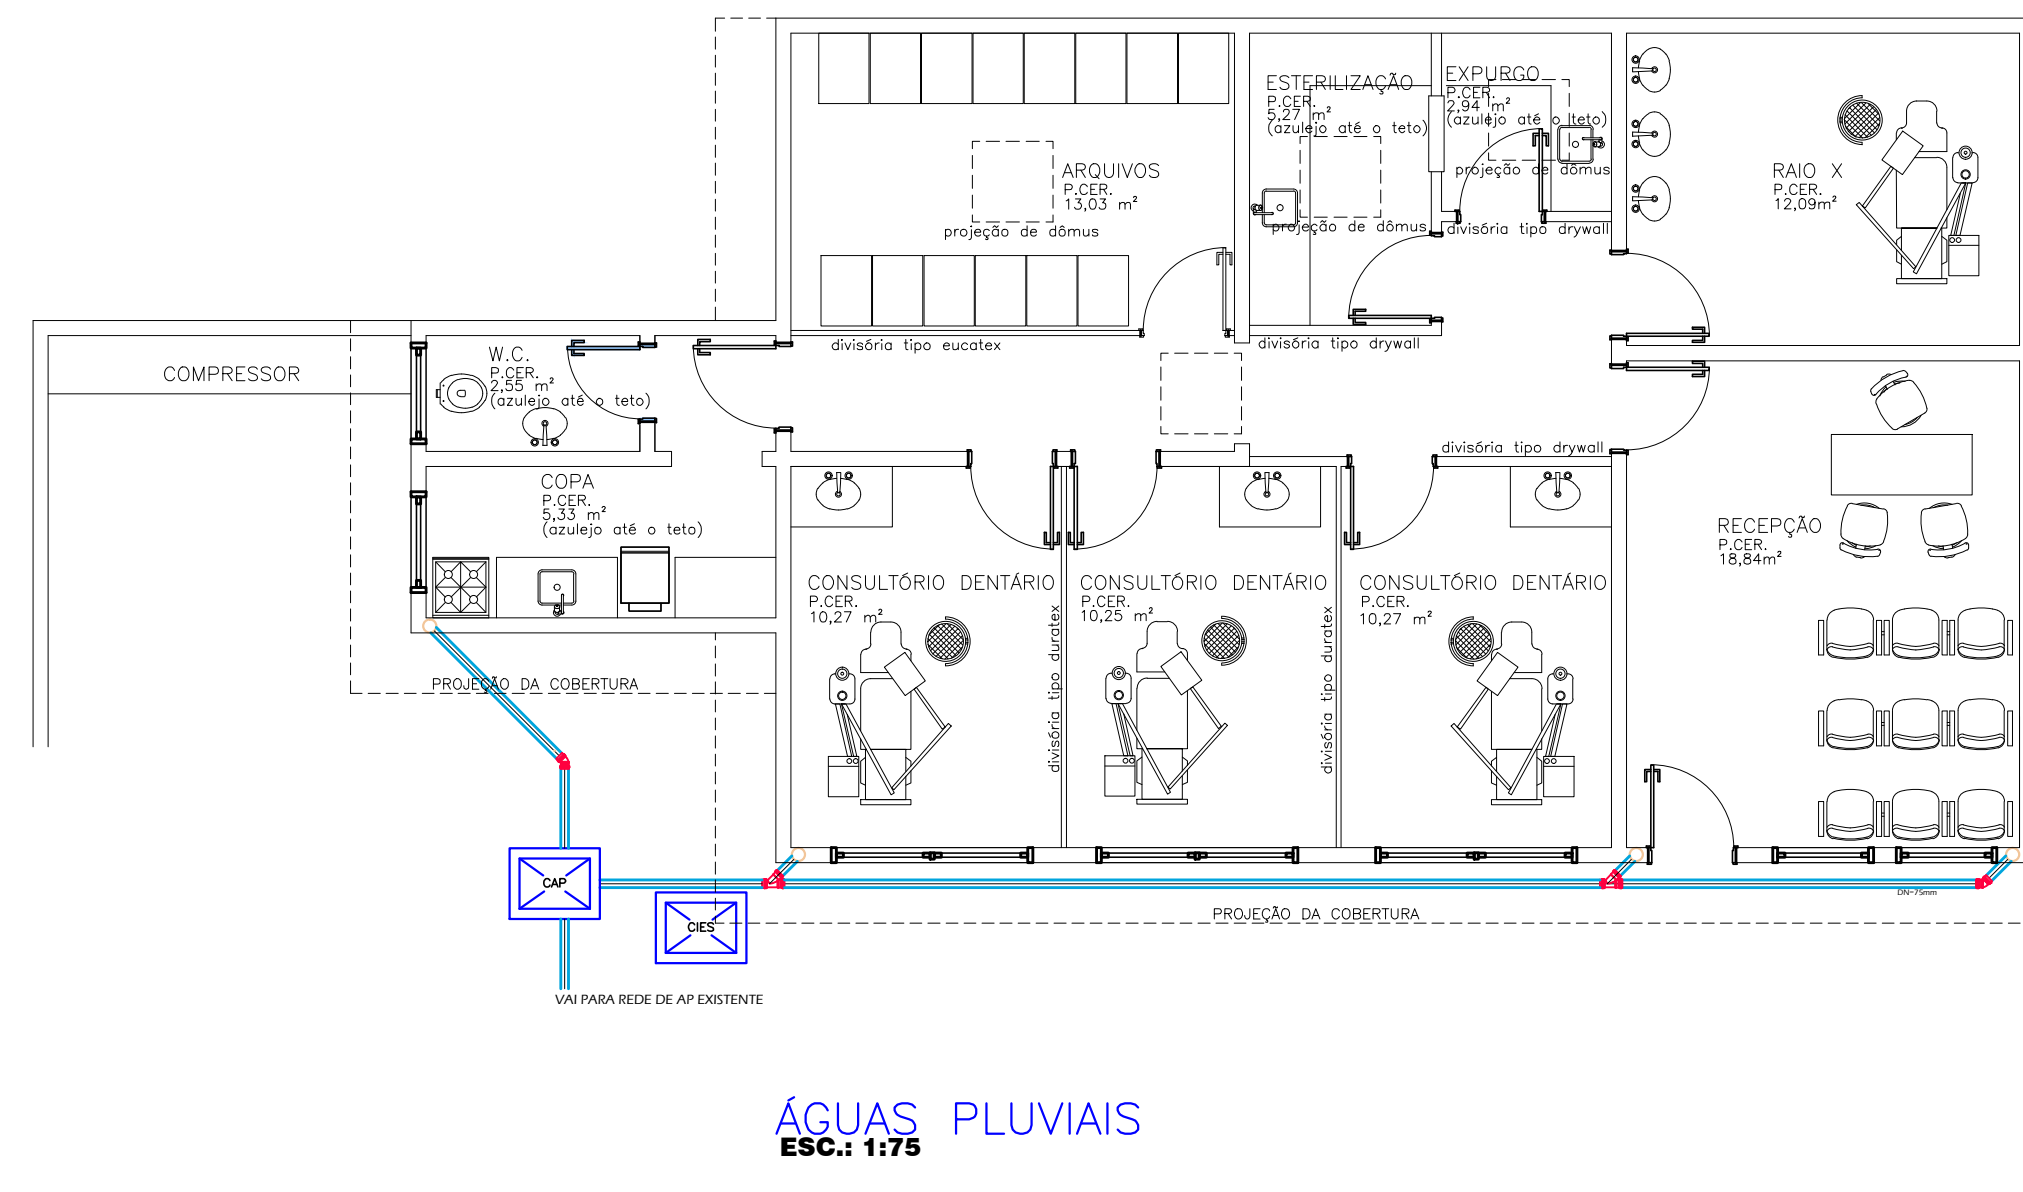 ESTERILIZAÇÃO
P.CER.
5,27 m²
(azulejo até o teto)
projeção de dômus
EXPURGO
P.CER.
2,94 m²
(azulejo até o teto)
projeção de dômus
divisória tipo drywall
ARQUIVOS
P.CER.
13,03 m²
projeção de dômus
RAIO X
P.CER.
12,09m²
divisória tipo eucatex
divisória tipo drywall
COMPRESSOR
W.C.
P.CER.
2,55 m²
(azulejo até o teto)
divisória tipo drywall
COPA
P.CER.
5,33 m²
(azulejo até o teto)
RECEPÇÃO
P.CER.
18,84m²
CONSULTÓRIO DENTÁRIO
P.CER.
10,27 m²
divisória tipo duratex
CONSULTÓRIO DENTÁRIO
P.CER.
10,25 m²
divisória tipo duratex
CONSULTÓRIO DENTÁRIO
P.CER.
10,27 m²
PROJEÇÃO DA COBERTURA
CAP
DN-75mm
CIES
PROJEÇÃO DA COBERTURA
VAI PARA REDE DE AP EXISTENTE
ÁGUAS PLUVIAIS
ESC.: 1:75